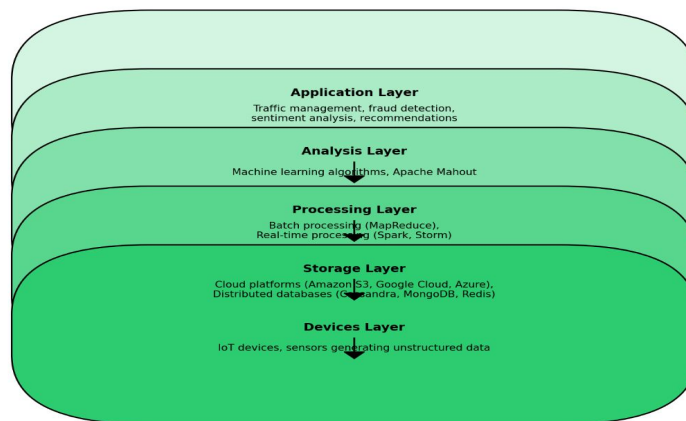 Application Layer
Traffic management, fraud detection,
sentiment analysis, recommendations
Analysis Layer
Machine learning algorithms, Apache Mahout
Processing Layer
Batch processing (MapReduce),
Real-time processing (Spark, Storm)
Storage Layer
Cloud platforms (Amazon S3, Google Cloud, Azure),
Distributed databases (Cassandra, MongoDB, Redis)
Devices Layer
IoT devices, sensors generating unstructured data